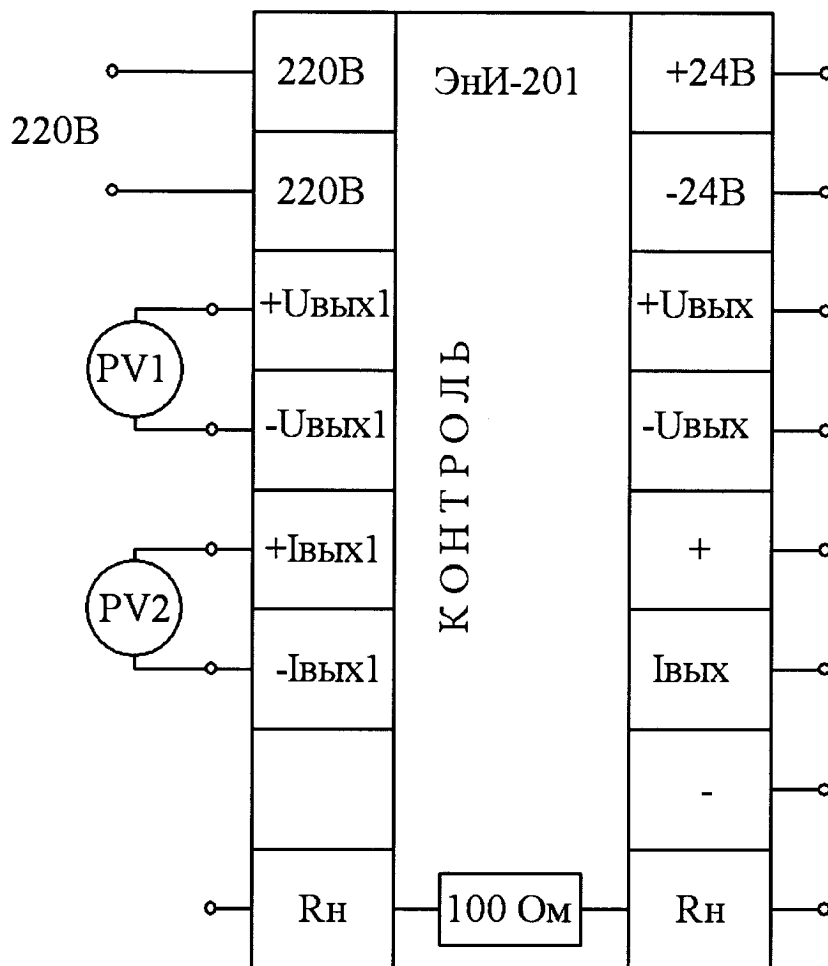 220В
220В
220В
+Uвых1
-Uвых1
PV1
+Iвых1
-Iвых1
PV2
Rн
ЭнИ-201
КОНТРОЛЬ
100 Ом
+24В
-24В
+Uвых
-Uвых
+
Iвых
-
Rн